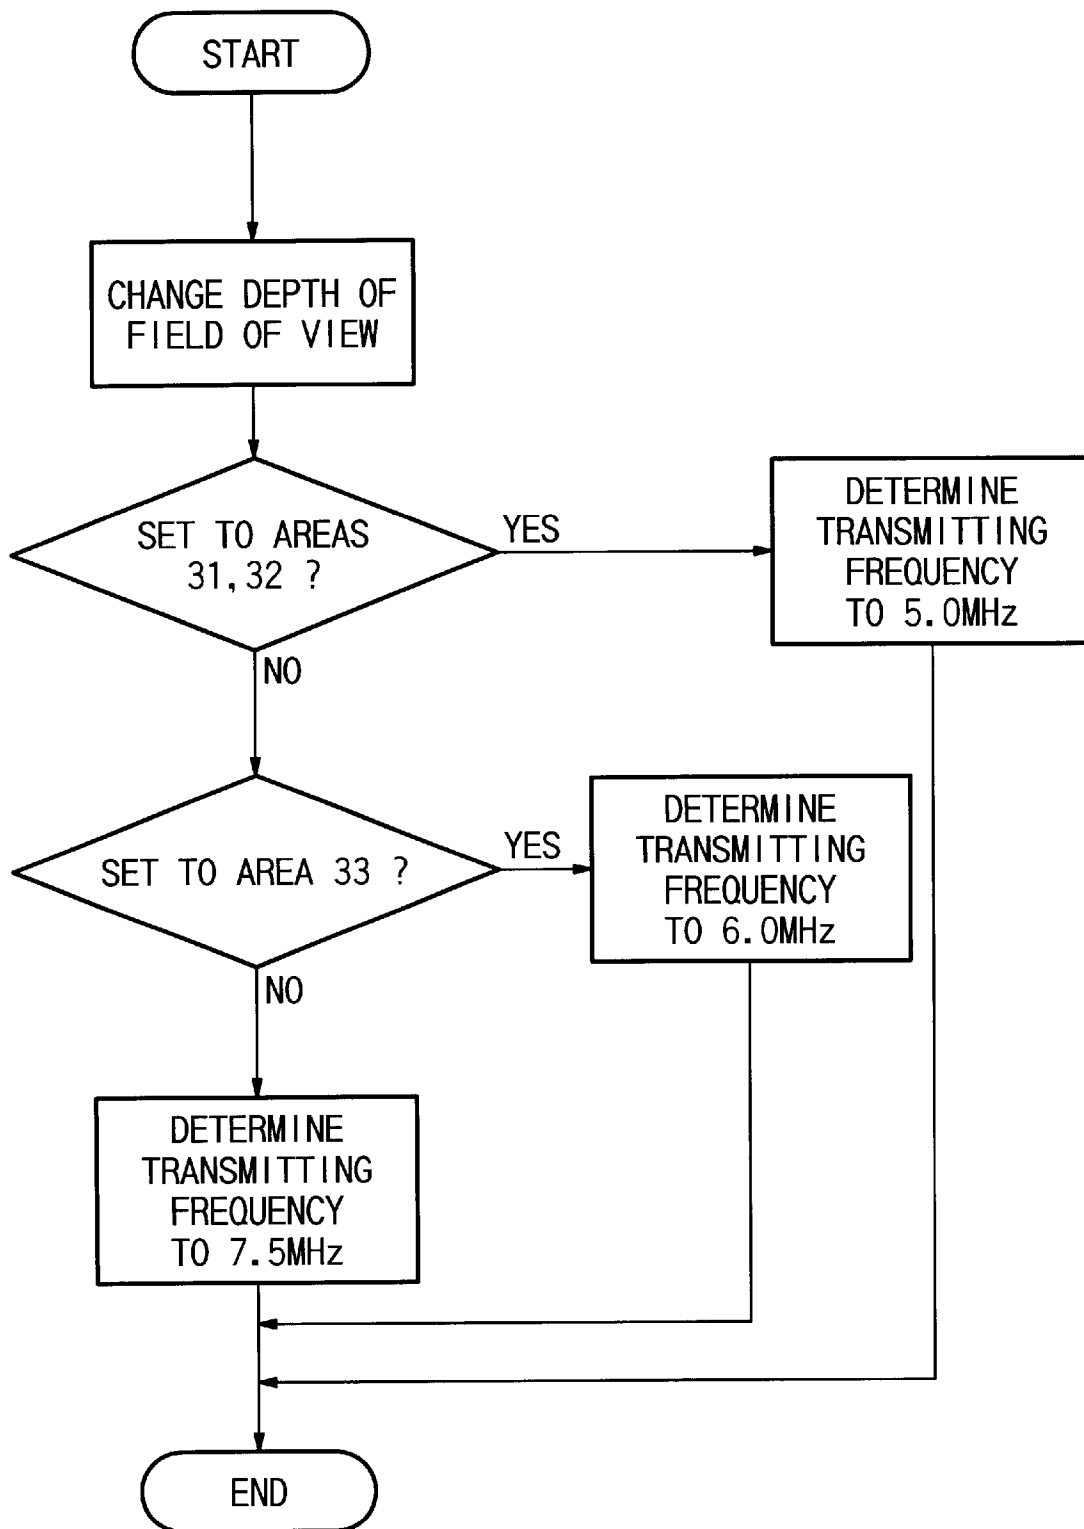 START
CHANGE DEPTH OF
FIELD OF VIEW
SET TO AREAS
31,32 ?
YES
DETERMINE
TRANSMITTING
FREQUENCY
TO 5.0MHz
NO
SET TO AREA 33 ?
YES
DETERMINE
TRANSMITTING
FREQUENCY
TO 6.0MHz
NO
DETERMINE
TRANSMITTING
FREQUENCY
TO 7.5MHz
END